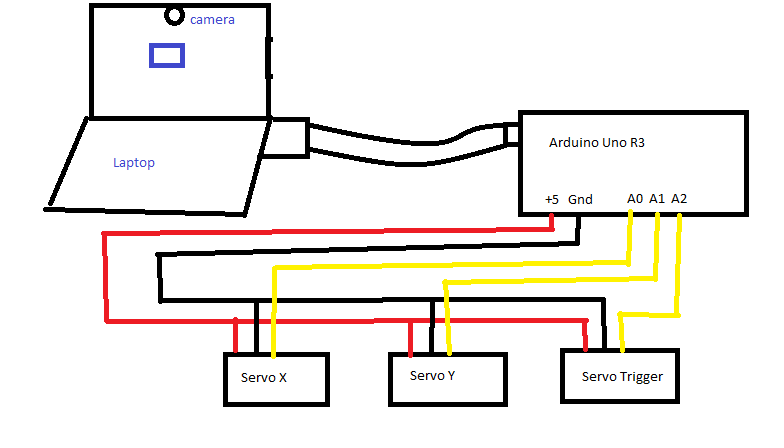 camera
Laptop
Arduino Uno R3
+5 Gnd A0 A1 A2
Servo X
Servo Y
Servo Trigger